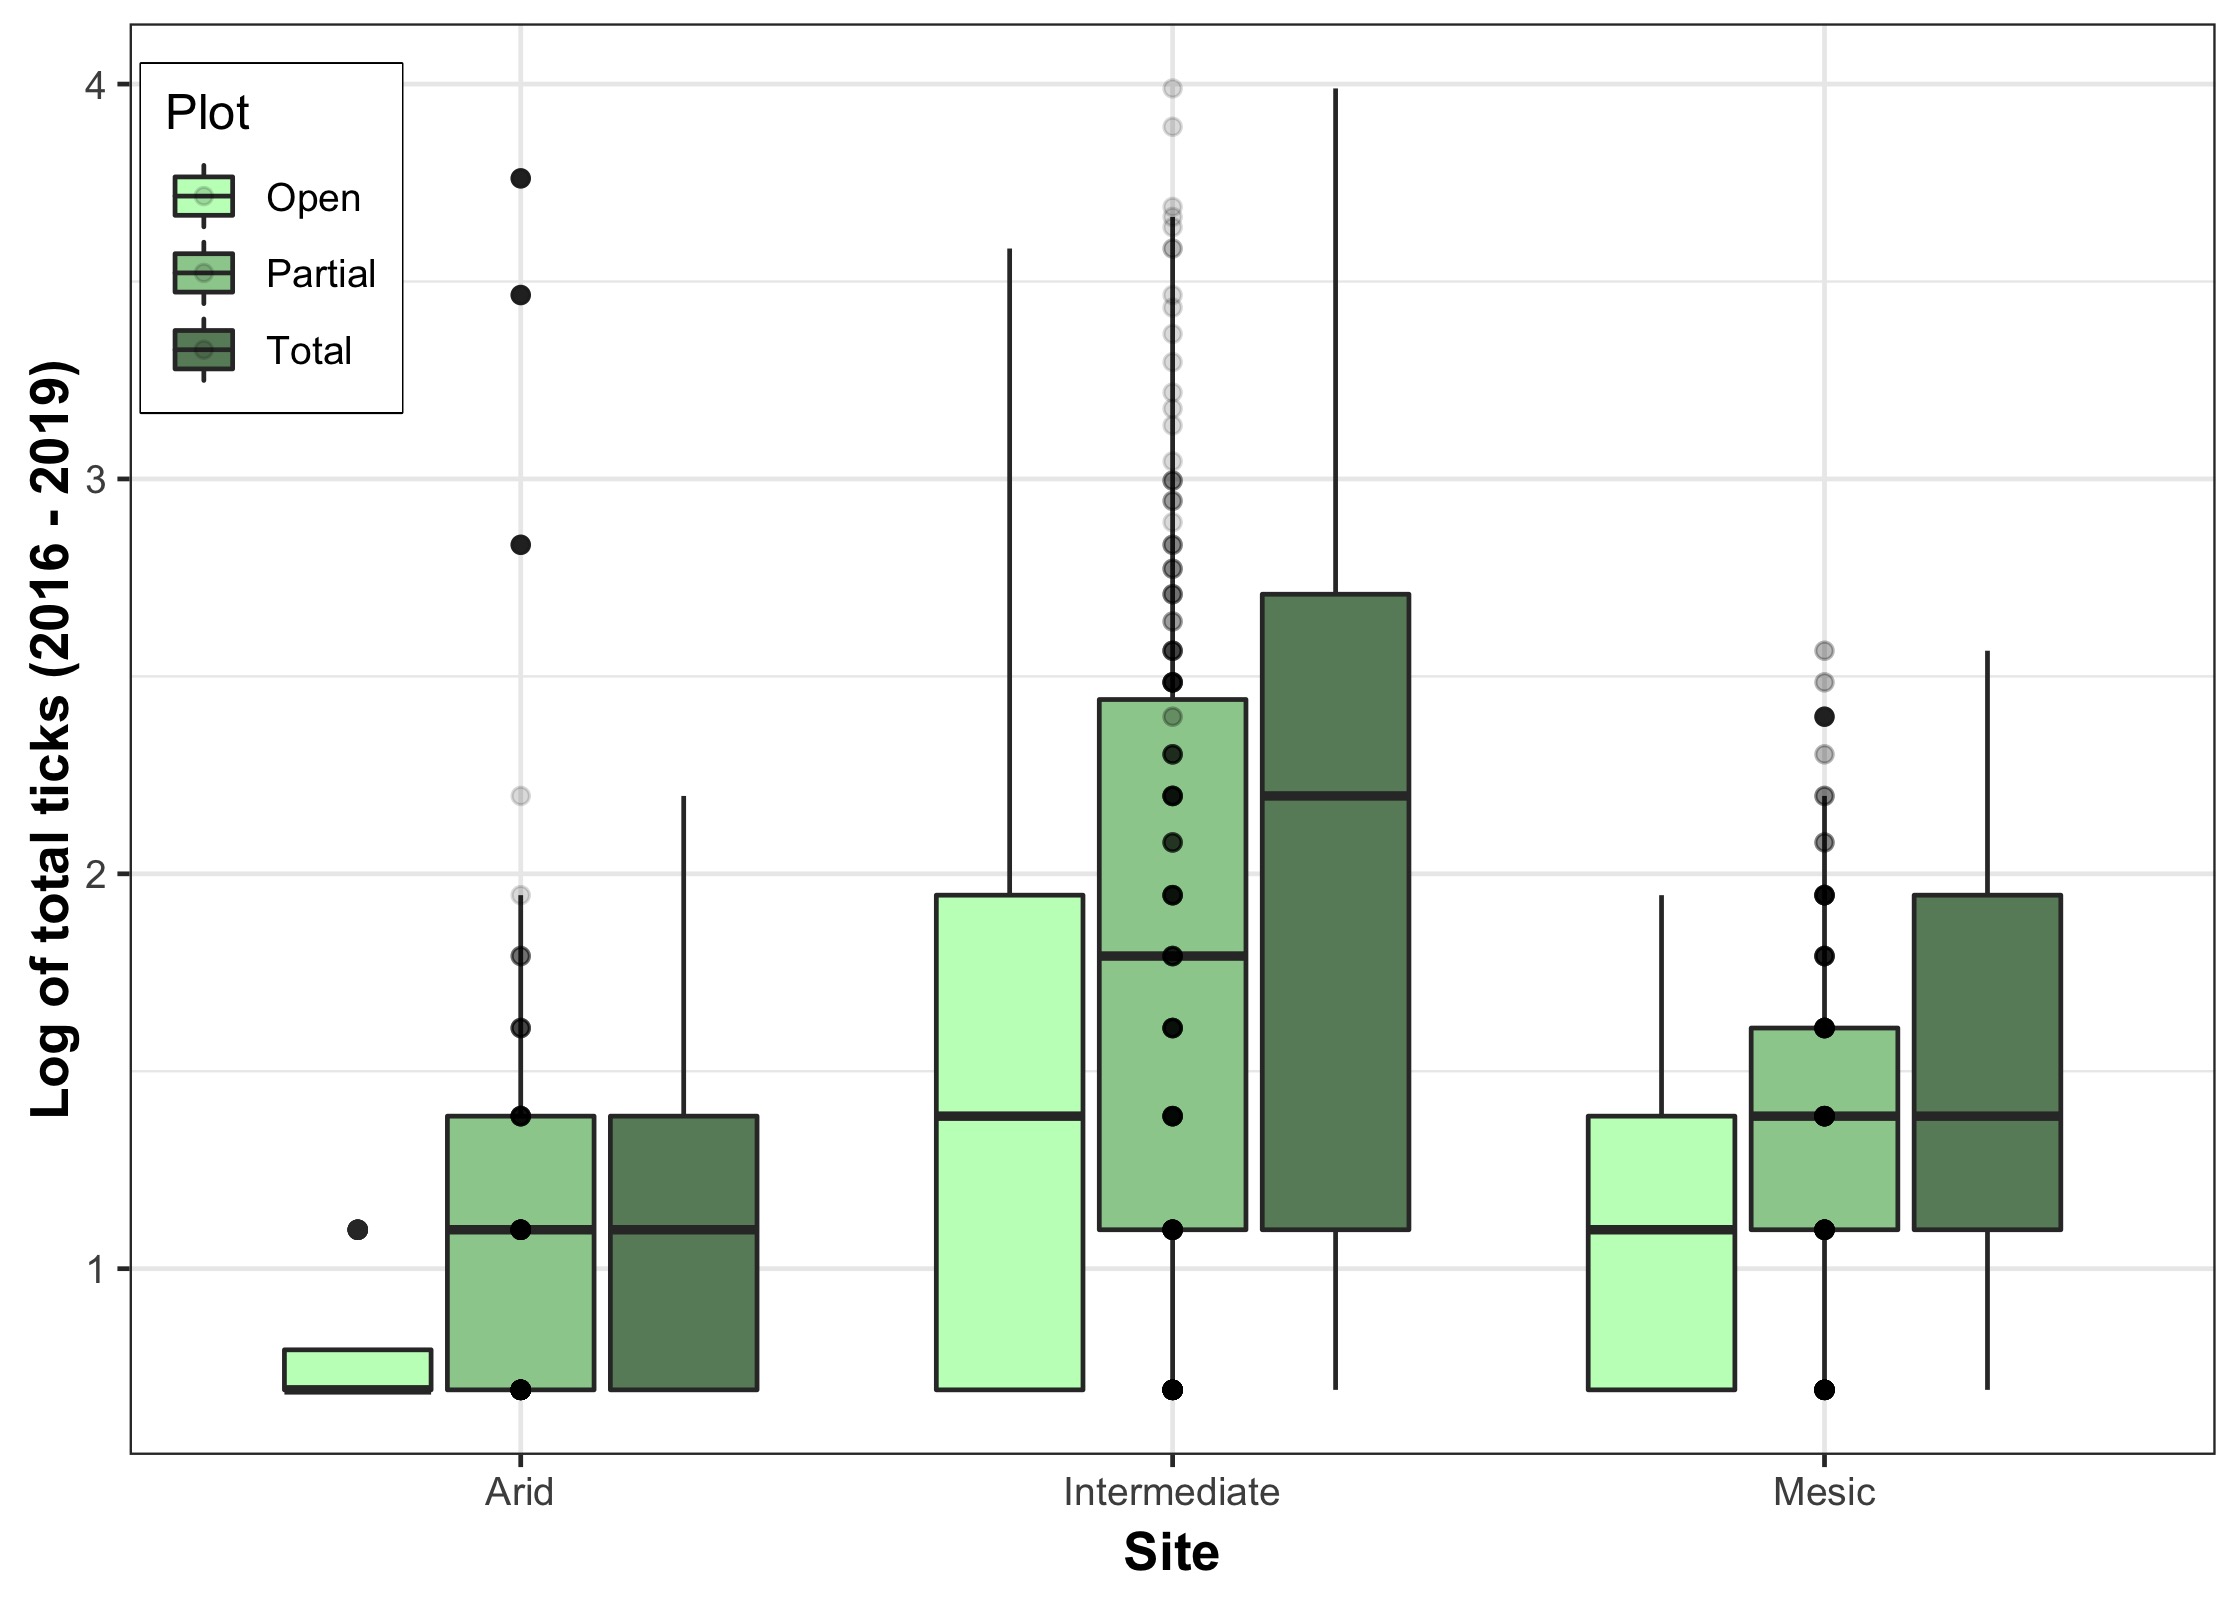 Plot
Open
Partial
Total
Log of total ticks (2016 - 2019)
4
3
2
1
Arid Intermediate Mesic
Site